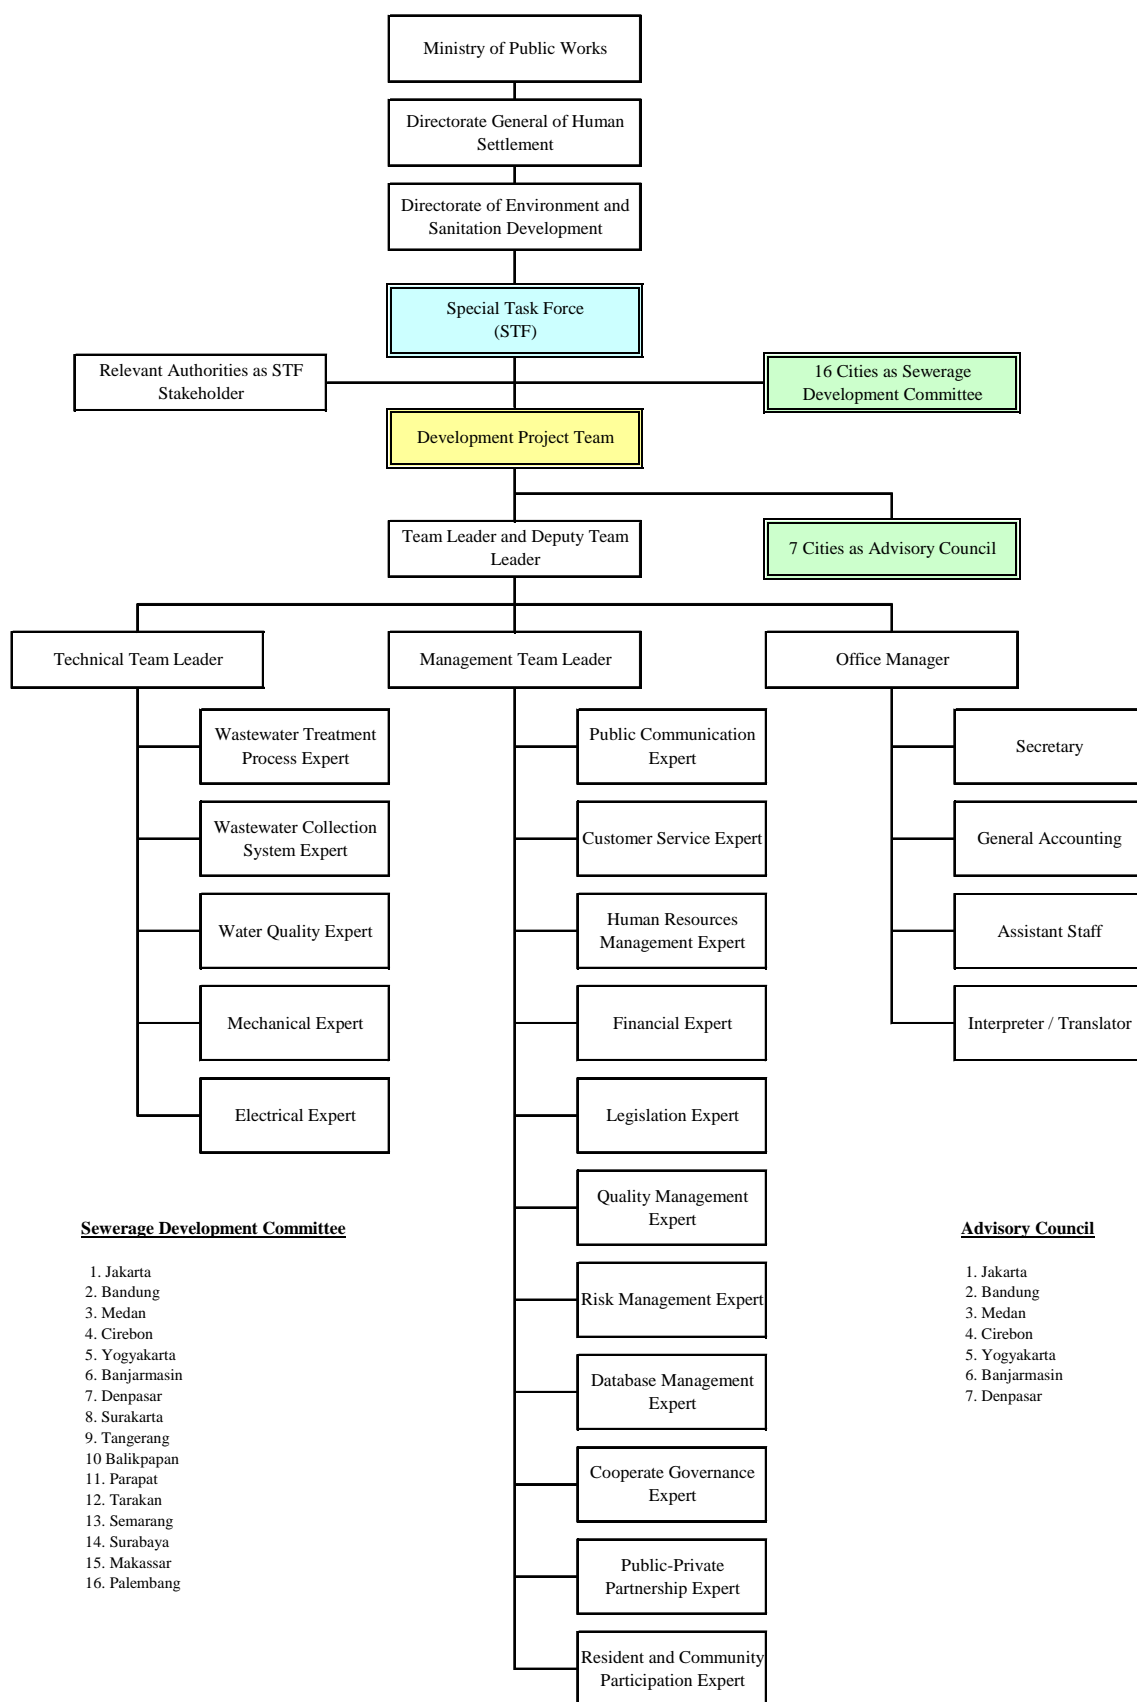 Ministry of Public Works
Directorate General of Human
Settlement
Directorate of Environment and
Sanitation Development
Special Task Force
(STF)
Relevant Authorities as STF
Stakeholder
16 Cities as Sewerage
Development Committee
Development Project Team
Team Leader and Deputy Team
Leader
7 Cities as Advisory Council
Technical Team Leader
Management Team Leader
Office Manager
Wastewater Treatment
Process Expert
Public Communication
Expert
Secretary
Wastewater Collection
System Expert
Customer Service Expert
General Accounting
Water Quality Expert
Human Resources
Management Expert
Assistant Staff
Mechanical Expert
Financial Expert
Interpreter / Translator
Electrical Expert
Legislation Expert
Quality Management
Expert
Risk Management Expert
Database Management
Expert
Cooperate Governance
Expert
Public-Private
Partnership Expert
Resident and Community
Participation Expert
Sewerage Development Committee
1. Jakarta
2. Bandung
3. Medan
4. Cirebon
5. Yogyakarta
6. Banjarmasin
7. Denpasar
8. Surakarta
9. Tangerang
10 Balikpapan
11. Parapat
12. Tarakan
13. Semarang
14. Surabaya
15. Makassar
16. Palembang
Advisory Council
1. Jakarta
2. Bandung
3. Medan
4. Cirebon
5. Yogyakarta
6. Banjarmasin
7. Denpasar